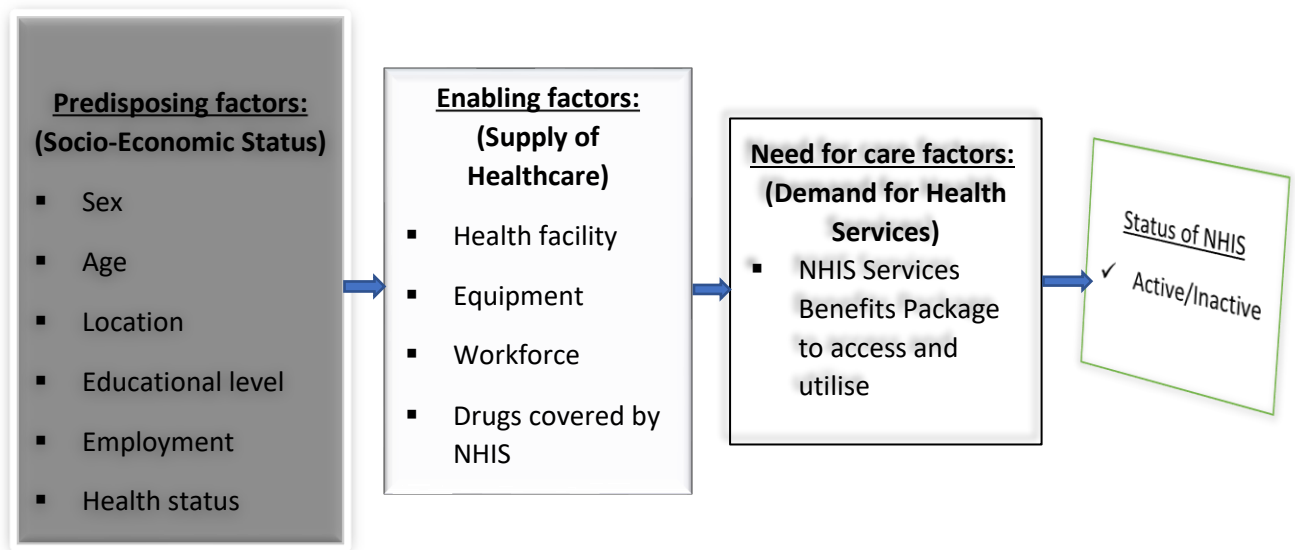 Predisposing factors:
(Socio-Economic Status)
▪ Sex
▪ Age
▪ Location
▪ Educational level
▪ Employment
▪ Health status
Enabling factors:
(Supply of
Healthcare)
▪ Health facility
▪ Equipment
▪ Workforce
▪ Drugs covered by
NHIS
Need for care factors:
(Demand for Health
Services)
▪ NHIS Services
Benefits Package
to access and
utilise
Status of NHIS
✓ Active/Inactive